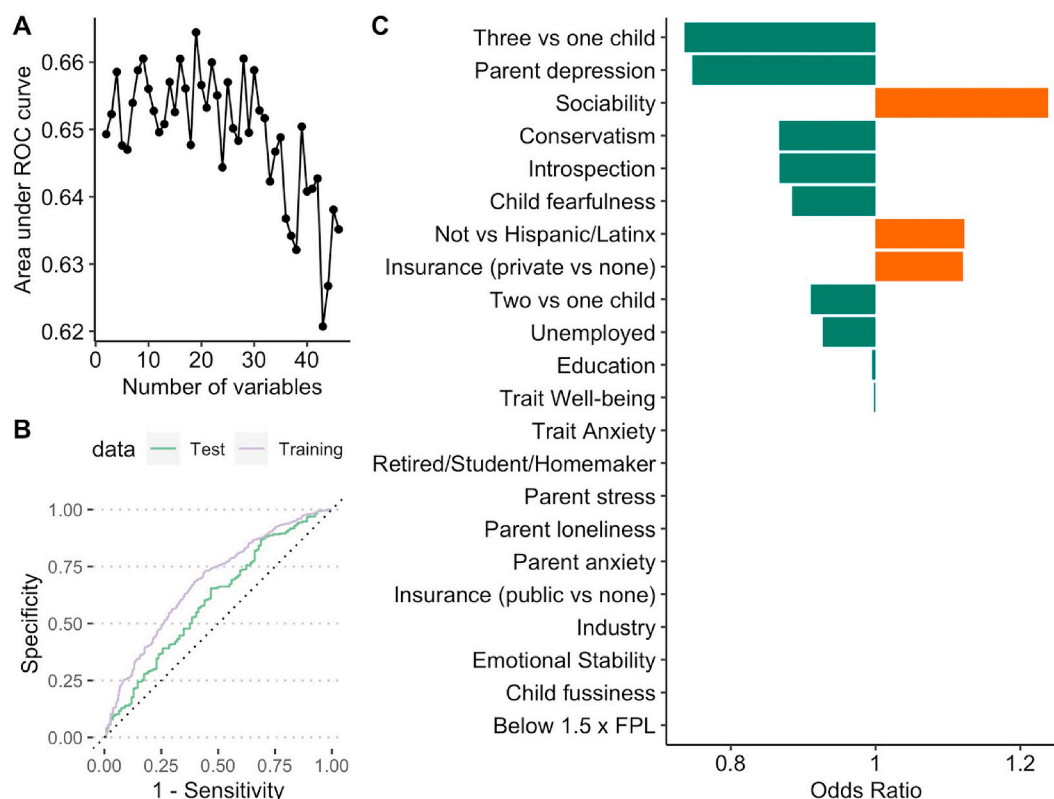 A
Area under ROC curve
0.66
0.65
0.64
0.63
0.62
0 10 20 30 40
Number of variables
B
data Test Training
Specificity
1.00
0.75
0.50
0.25
0.00
0.00 0.25 0.50 0.75 1.00
1 - Sensitivity
C
Three vs one child
Parent depression
Sociability
Conservatism
Introspection
Child fearfulness
Not vs Hispanic/Latinx
Insurance (private vs none)
Two vs one child
Unemployed
Education
Trait Well-being
Trait Anxiety
Retired/Student/Homemaker
Parent stress
Parent loneliness
Parent anxiety
Insurance (public vs none)
Industry
Emotional Stability
Child fussiness
Below 1.5 x FPL
0.8 1 1.2
Odds Ratio